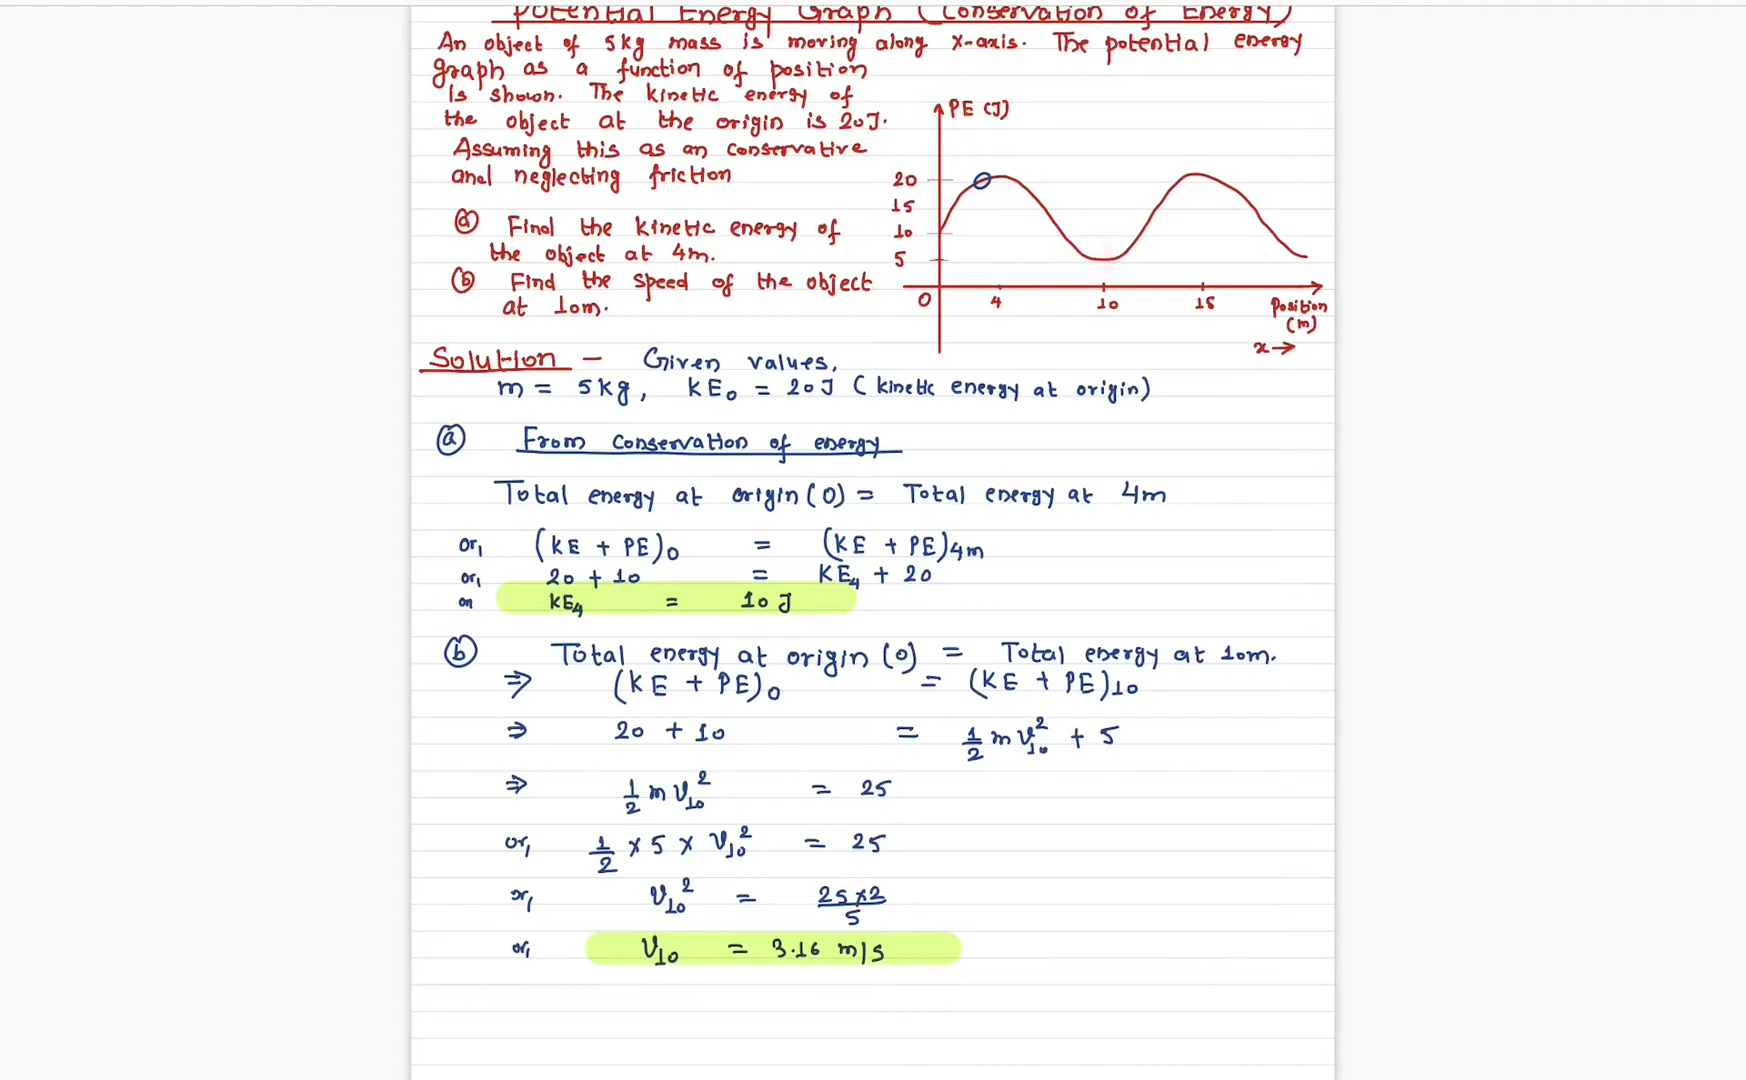 Potential Energy Graph (Conservation of Energy)
An object of 5kg mass is moving along x-axis. The potential energy
graph as a function of position
is shown. The kinetic energy of
the object at the origin is 20J.
Assuming this as an conservative
and neglecting friction
(a) Find the kinetic energy of
the object at 4m.
(b) Find the speed of the object
at 10m.
PE (J)
20
15
10
5
0 4 10 15 Position
(m)
x→
Solution - Given values,
m = 5kg, KE₀ = 20J (kinetic energy at origin)
(a) From conservation of energy
Total energy at origin(0) = Total energy at 4m
or, (KE + PE)₀ = (KE + PE)4m
or, 20 + 10 = KE₄ + 20
or KE₄ = 10 J
(b) Total energy at origin (0) = Total energy at 10m.
⇒ (KE + PE)₀ = (KE + PE)₁₀
⇒ 20 + 10 = 1/2 m v₁₀² + 5
⇒ 1/2 m v₁₀² = 25
or, 1/2 × 5 × v₁₀² = 25
or, v₁₀² = 25×2/5
or, v₁₀ = 3.16 m/s